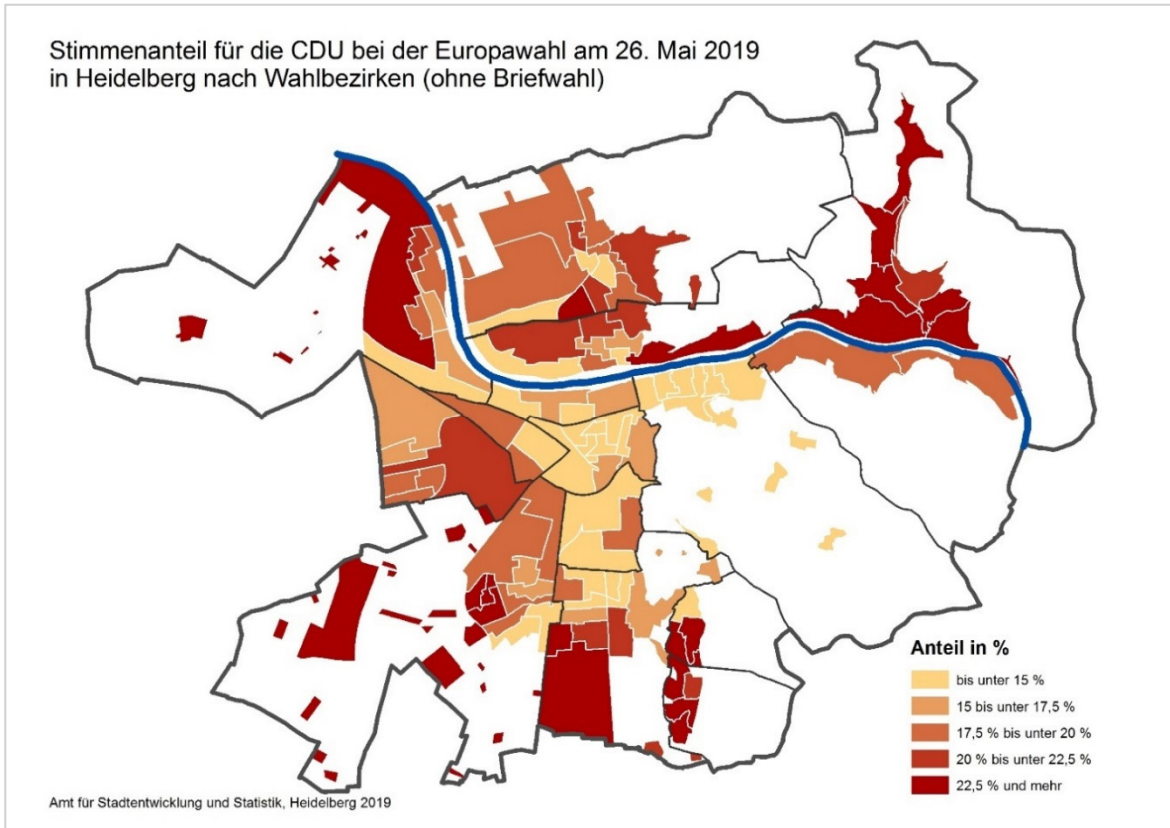 Stimmenanteil für die CDU bei der Europawahl am 26. Mai 2019
in Heidelberg nach Wahlbezirken (ohne Briefwahl)
Anteil in %
bis unter 15 %
15 bis unter 17,5 %
17,5 % bis unter 20 %
20 % bis unter 22,5 %
22,5 % und mehr
Amt für Stadtentwicklung und Statistik, Heidelberg 2019